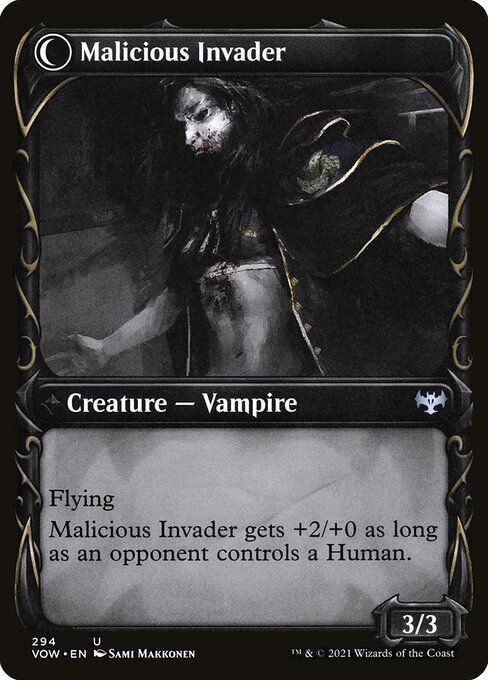 Malicious Invader
Creature — Vampire
Flying
Malicious Invader gets +2/+0 as long
as an opponent controls a Human.
3/3
294 U
VOW • EN Sami Makkonen
™ & © 2021 Wizards of the Coast